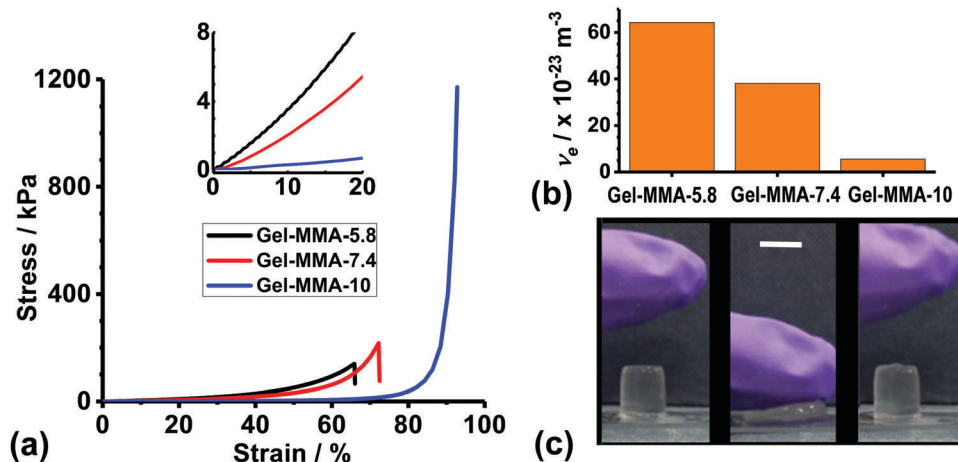 8
4
0
0
10
20
1200
800
400
0
Stress / kPa
Gel-MMA-5.8
Gel-MMA-7.4
Gel-MMA-10
0
20
40
60
80
100
Strain / %
(a)
60
40
20
0
νe / x 10-23 m-3
Gel-MMA-5.8
Gel-MMA-7.4
Gel-MMA-10
(b)
(c)